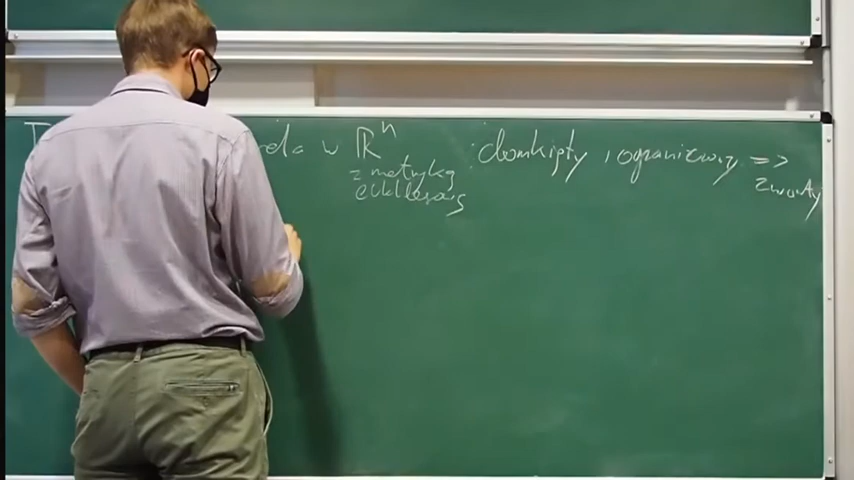 w ℝⁿ domknięty i ograniczony =>
z metryką zwarty
euklidesową